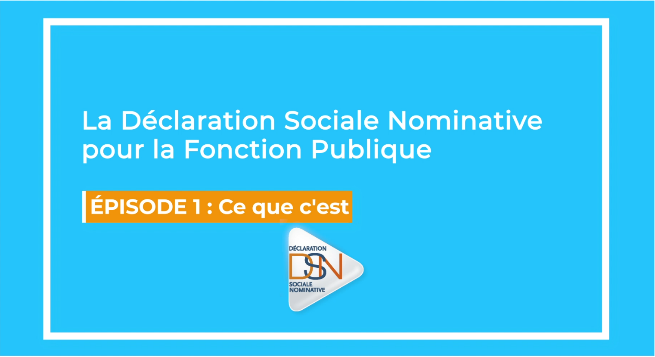 La Déclaration Sociale Nominative
pour la Fonction Publique
ÉPISODE 1 : Ce que c'est
DÉCLARATION
DSN
SOCIALE
NOMINATIVE